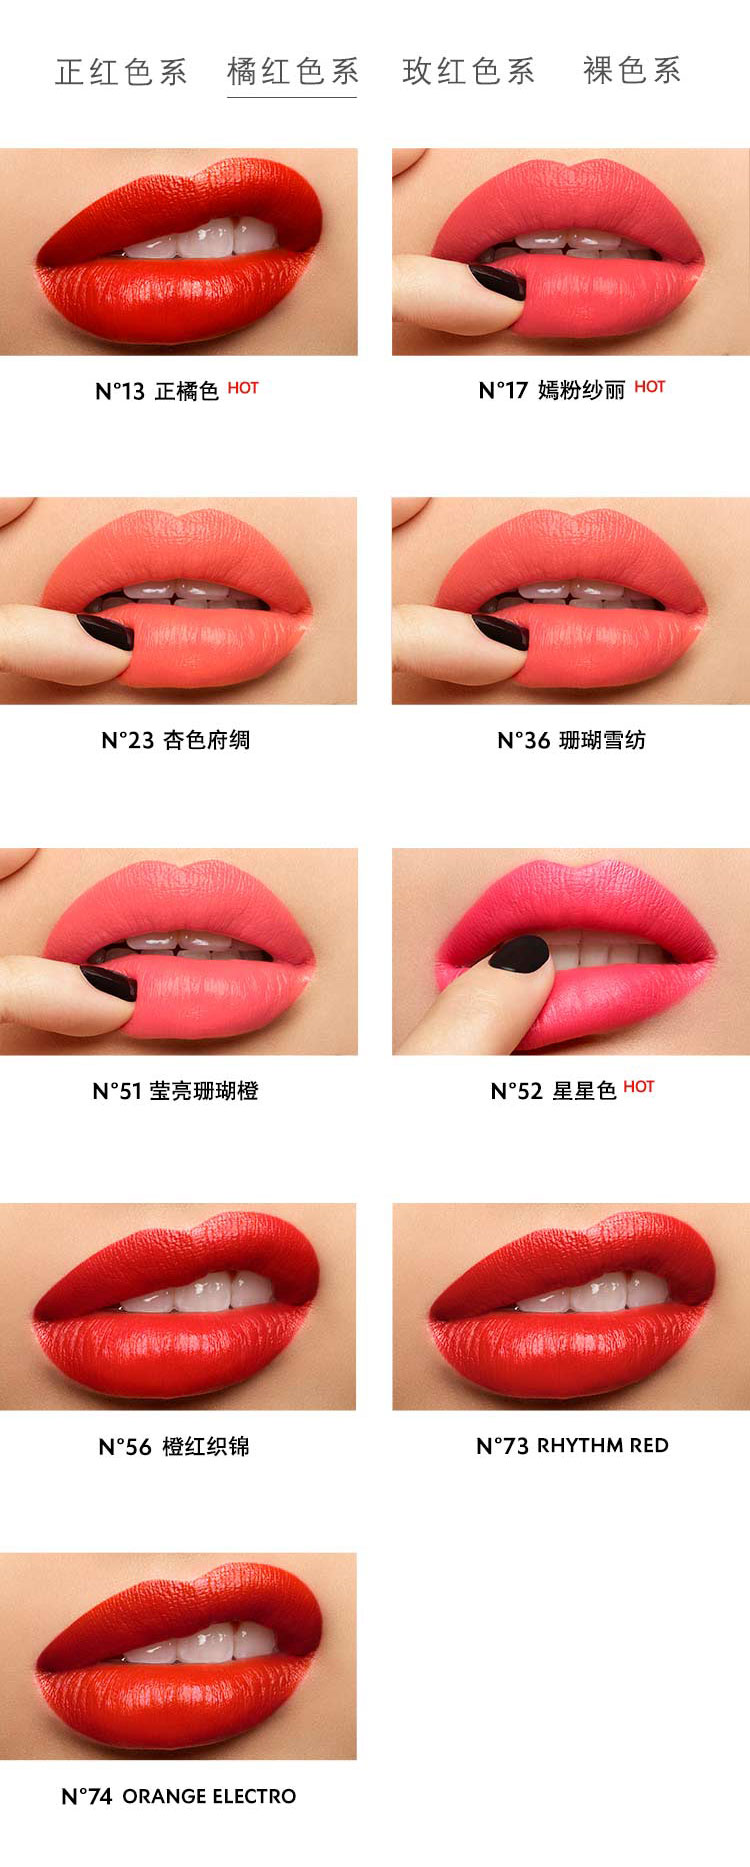 正红色系 橘红色系 玫红色系 裸色系
N°13 正橘色 HOT
N°17 嫣粉纱丽 HOT
N°23 杏色府绸
N°36 珊瑚雪纺
N°51 莹亮珊瑚橙
N°52 星星色 HOT
N°56 橙红织锦
N°73 RHYTHM RED
N°74 ORANGE ELECTRO